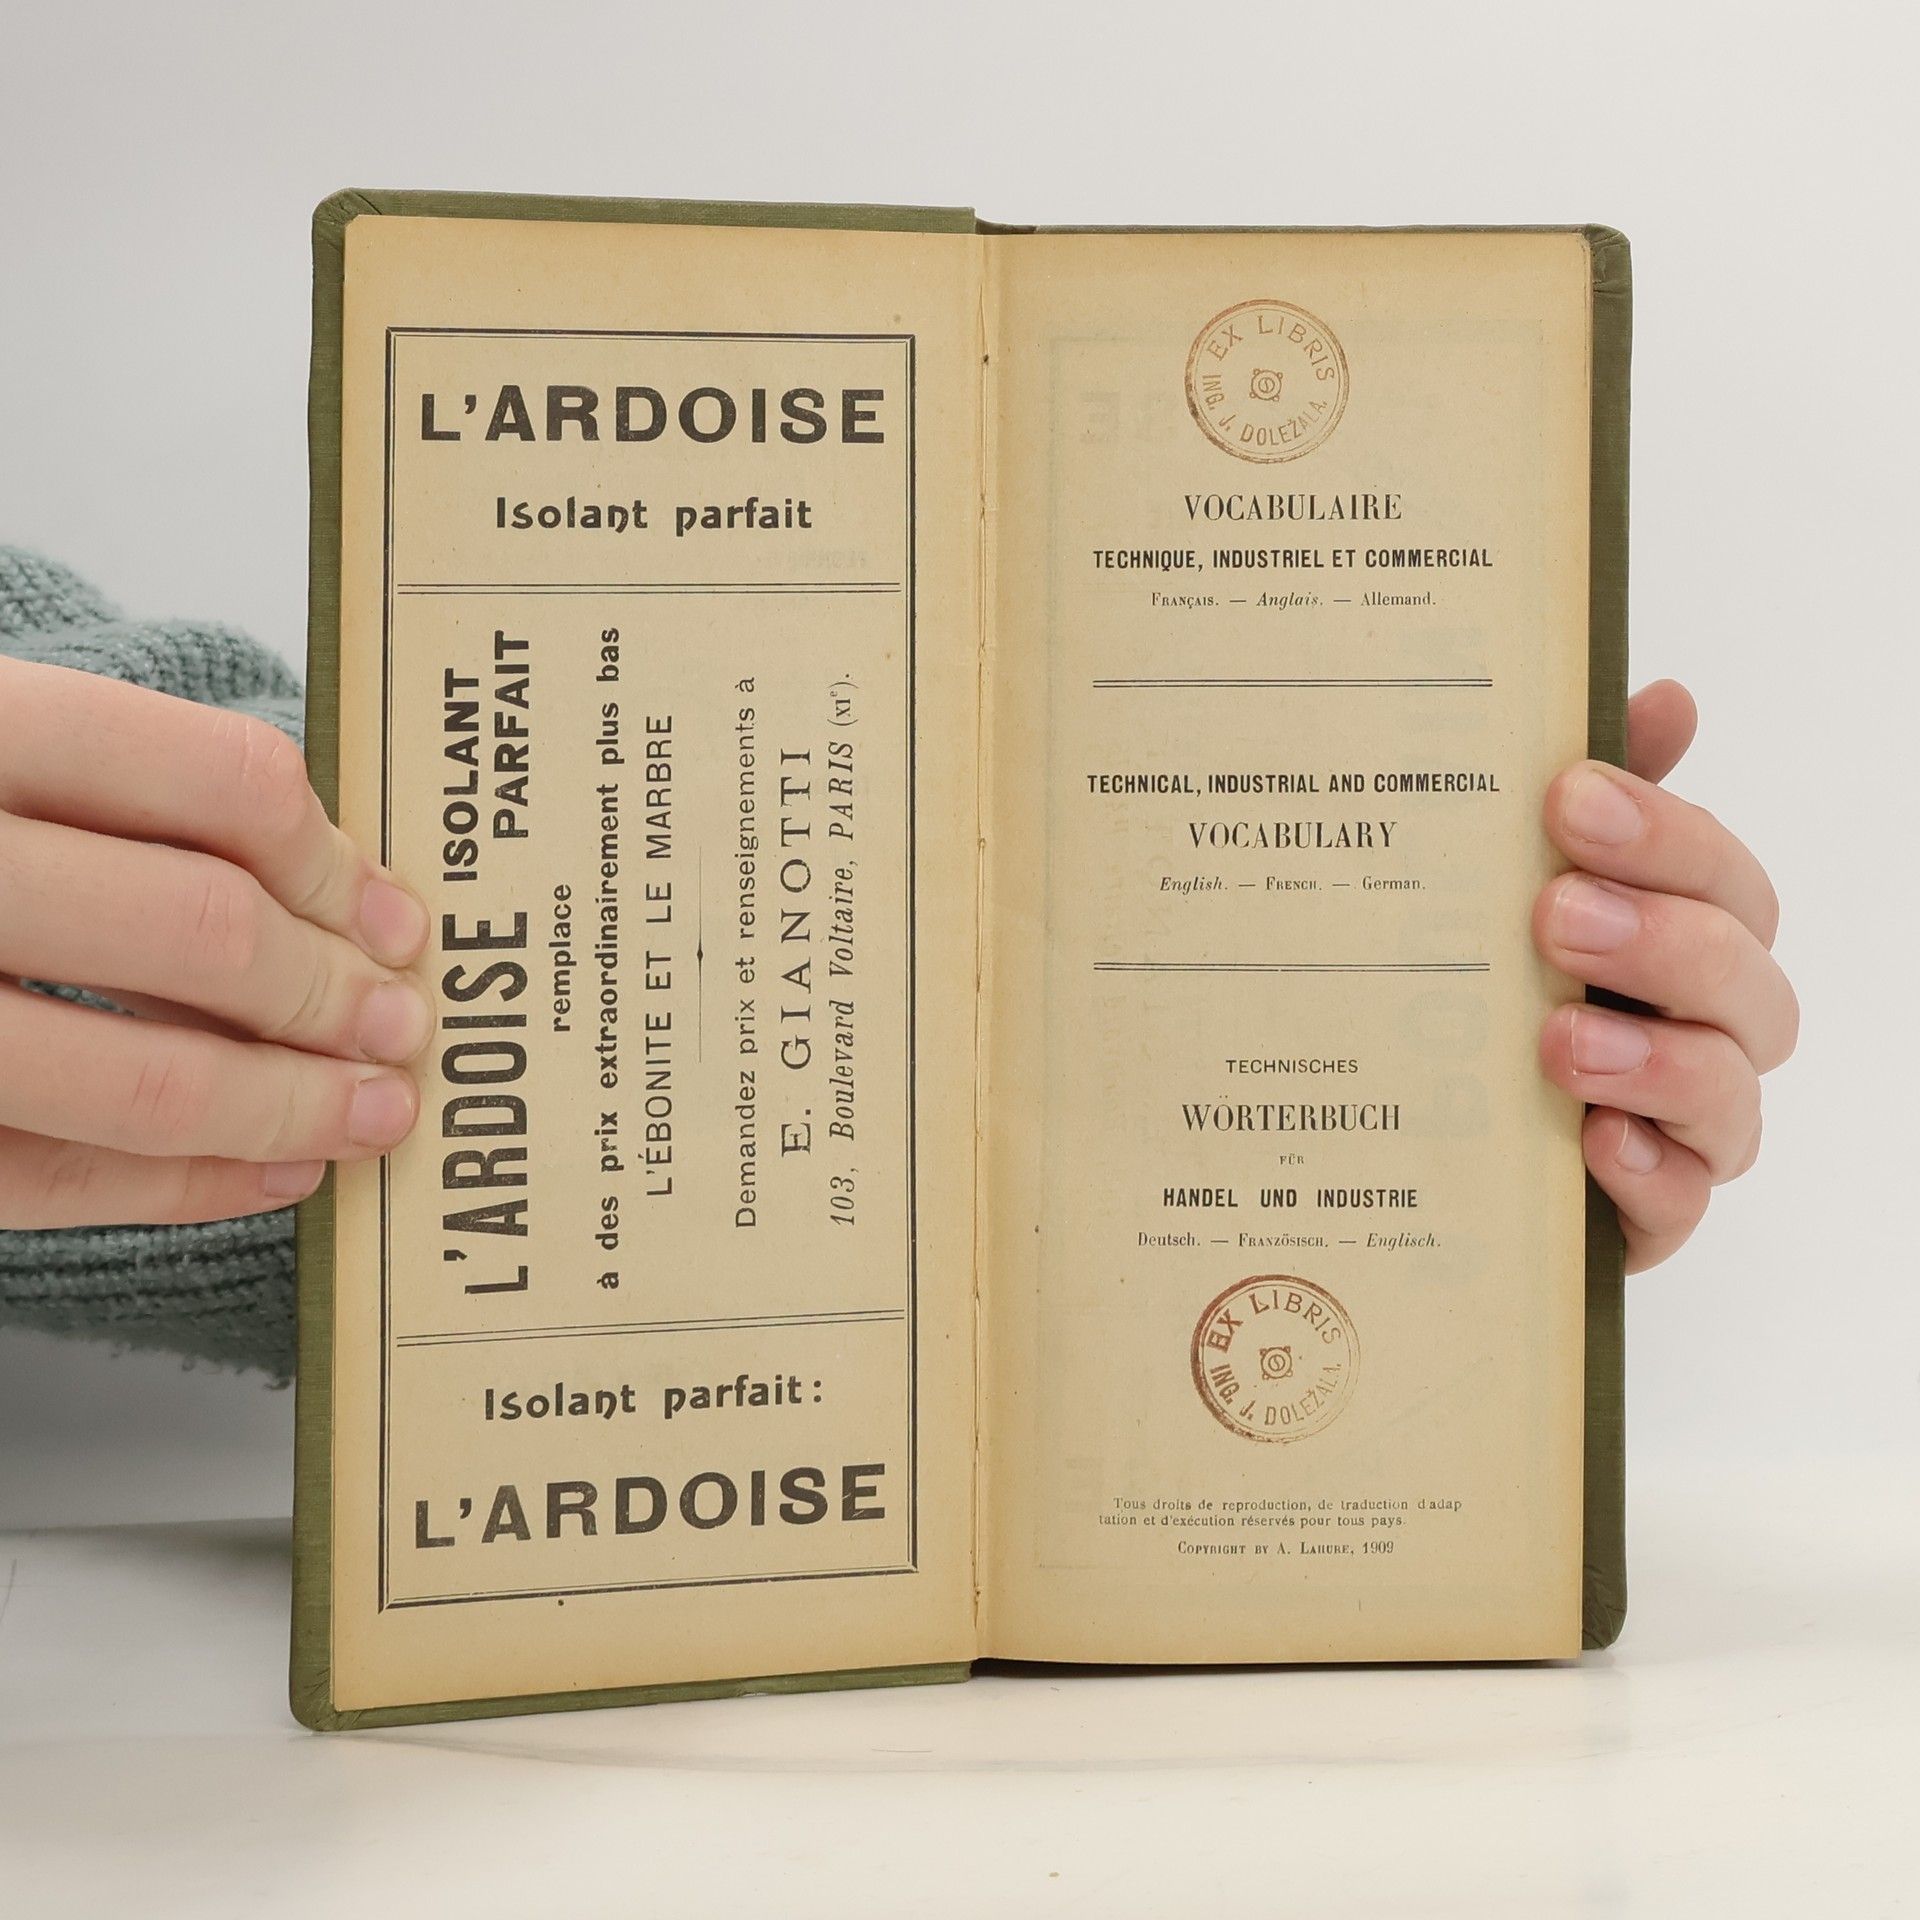 L'ARDOISE
Isolant parfait
L'ARDOISE ISOLANT
PARFAIT
remplace
à des prix extraordinairement plus bas
L'ÉBONITE ET LE MARBRE
Demandez prix et renseignements à
E. GIANOTTI
103, Boulevard Voltaire, PARIS (XIe).
Isolant parfait:
L'ARDOISE
EX LIBRIS
ING. J. DOLEŽALA.
VOCABULAIRE
TECHNIQUE, INDUSTRIEL ET COMMERCIAL
FRANÇAIS. — Anglais. — Allemand.
TECHNICAL, INDUSTRIAL AND COMMERCIAL
VOCABULARY
English. — FRENCH. — German.
TECHNISCHES
WÖRTERBUCH
FÜR
HANDEL UND INDUSTRIE
Deutsch. — FRANZÖSISCH. — Englisch.
EX LIBRIS
ING. J. DOLEŽALA.
Tous droits de reproduction, de traduction d adap
tation et d'exécution réservés pour tous pays.
COPYRIGHT BY A. LAHURE, 1909